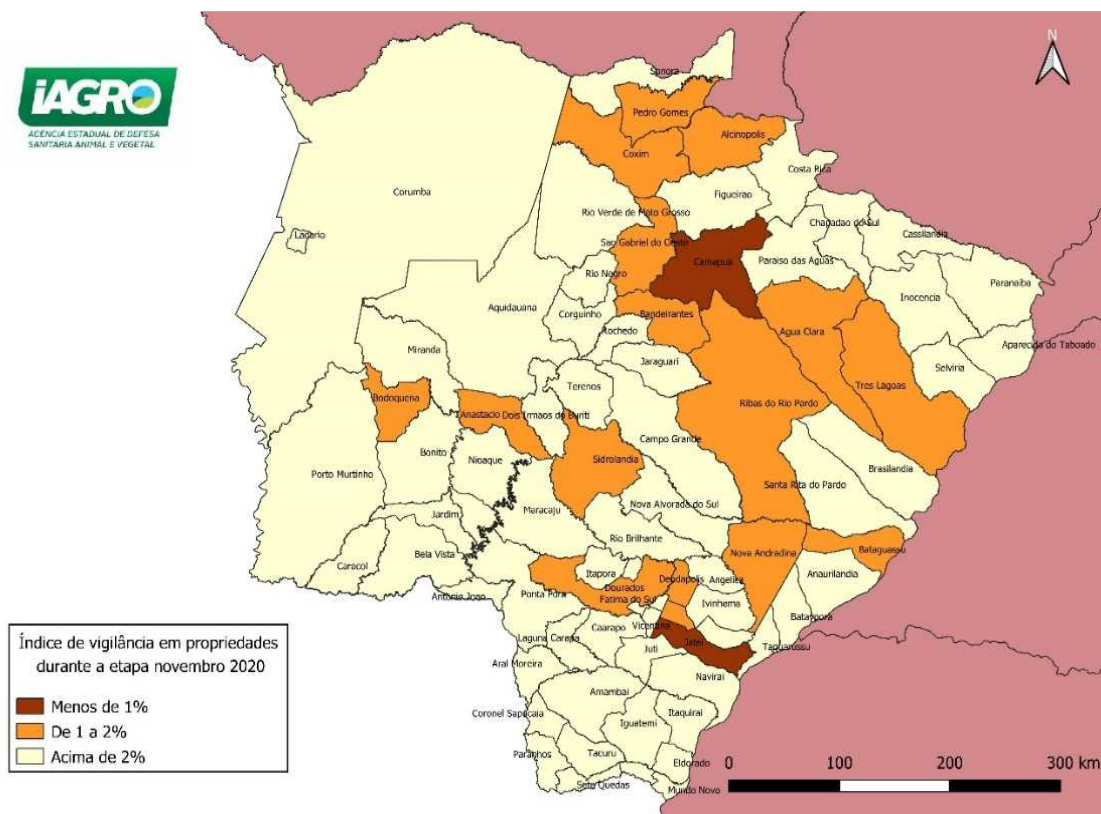 iAGRO
AGÊNCIA ESTADUAL DE DEFESA
SANITÁRIA ANIMAL E VEGETAL
N
Sonora
Pedro Gomes
Alcinopolis
Coxim
Costa Rica
Corumba
Figueirao
Rio Verde de Mato Grosso
Chapadao do Sul
Ladario
Cassilandia
Sao Gabriel do Oeste
Camapua
Paraiso das Aguas
Rio Negro
Paranaiba
Inocencia
Aquidauana
Corguinho
Bandeirantes
Agua Clara
Rochedo
Aparecida do Taboado
Miranda
Jaraguari
Selviria
Terenos
Tres Lagoas
Bodoquena
Ribas do Rio Pardo
Anastacio
Dois Irmaos do Buriti
Campo Grande
Bonito
Nioaque
Sidrolandia
Brasilandia
Porto Murtinho
Santa Rita do Pardo
Nova Alvorada do Sul
Maracaju
Jardim
Rio Brilhante
Bela Vista
Nova Andradina
Bataguassu
Caracol
Itapora
Anaurilandia
Deodapolis
Angelica
Dourados
Antonio Joao
Ponta Pora
Fatima do Sul
Ivinhema
Batayporã
Vicentina
Caarapo
Laguna Carapa
Jatei
Taquarussu
Juti
Aral Moreira
Navirai
Amambai
Coronel Sapucaia
Itaquirai
Iguatemi
Paranhos
Tacuru
Eldorado
Sete Quedas
Mundo Novo
Índice de vigilância em propriedades
durante a etapa novembro 2020
Menos de 1%
De 1 a 2%
Acima de 2%
0 100 200 300 km